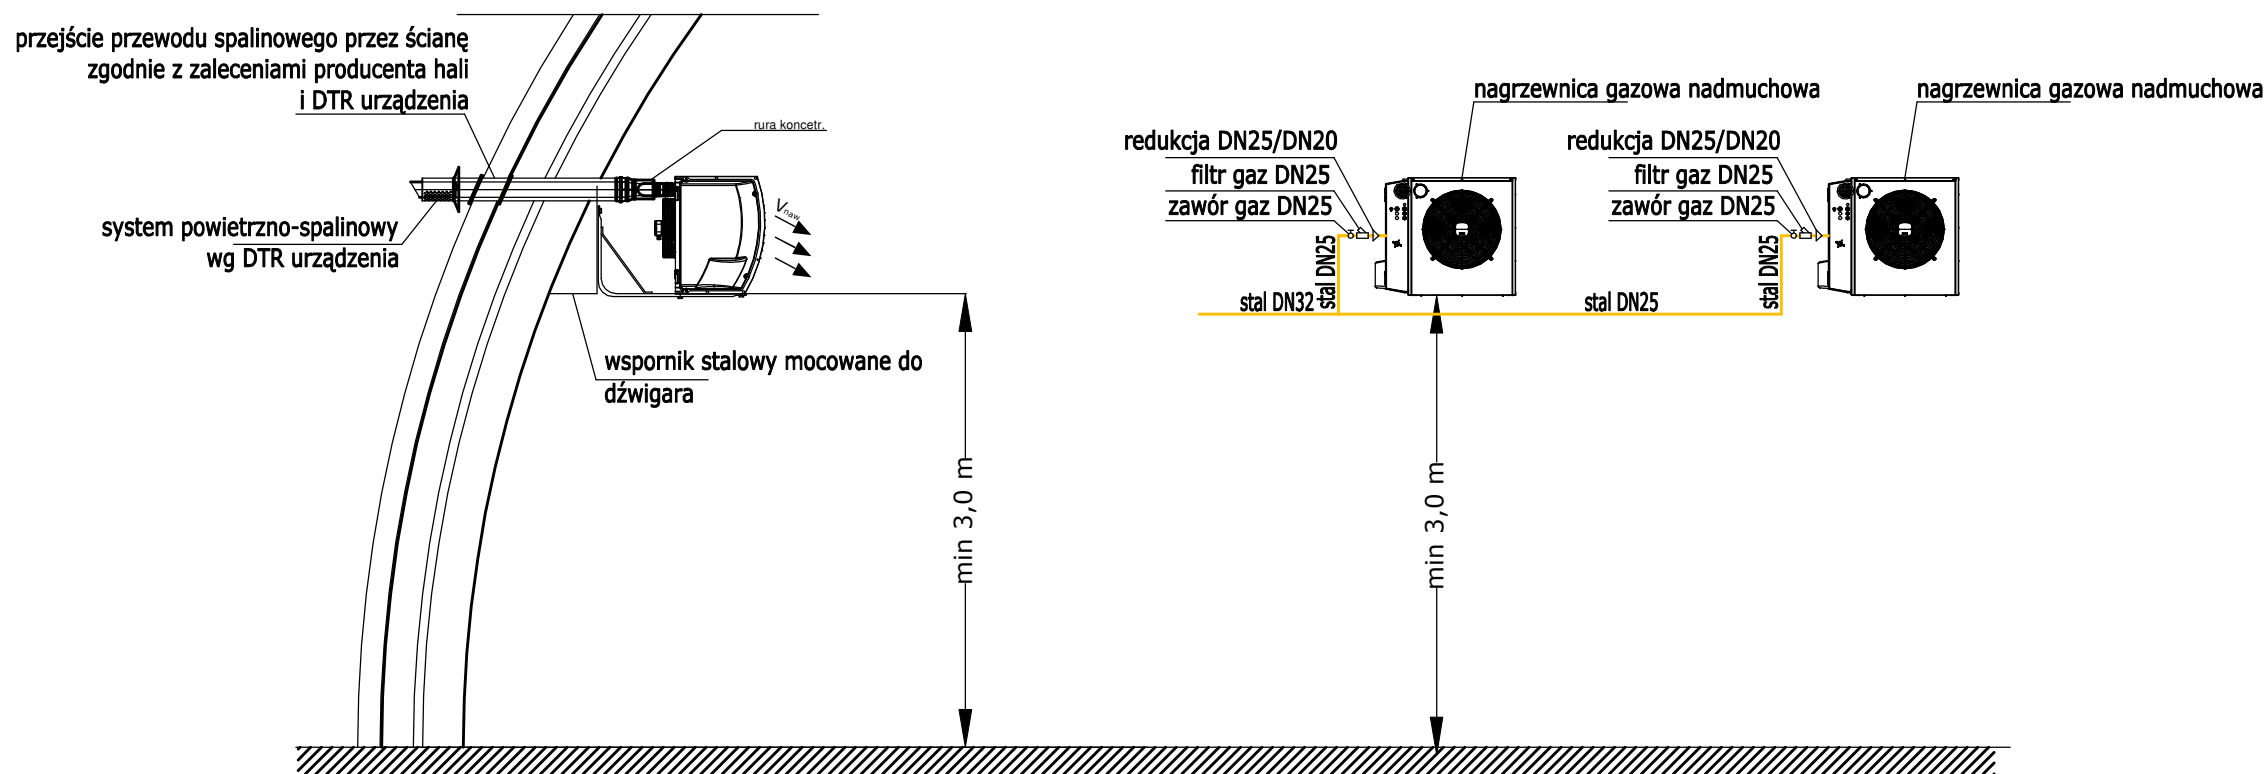 przejście przewodu spalinowego przez ścianę
zgodnie z zaleceniami producenta hali
i DTR urządzenia
rura koncetr.
system powietrzno-spalinowy
wg DTR urządzenia
Vnaw
wspornik stalowy mocowane do
dźwigara
min 3,0 m
nagrzewnica gazowa nadmuchowa
redukcja DN25/DN20
filtr gaz DN25
zawór gaz DN25
stal DN25
stal DN32
min 3,0 m
nagrzewnica gazowa nadmuchowa
redukcja DN25/DN20
filtr gaz DN25
zawór gaz DN25
stal DN25
stal DN25